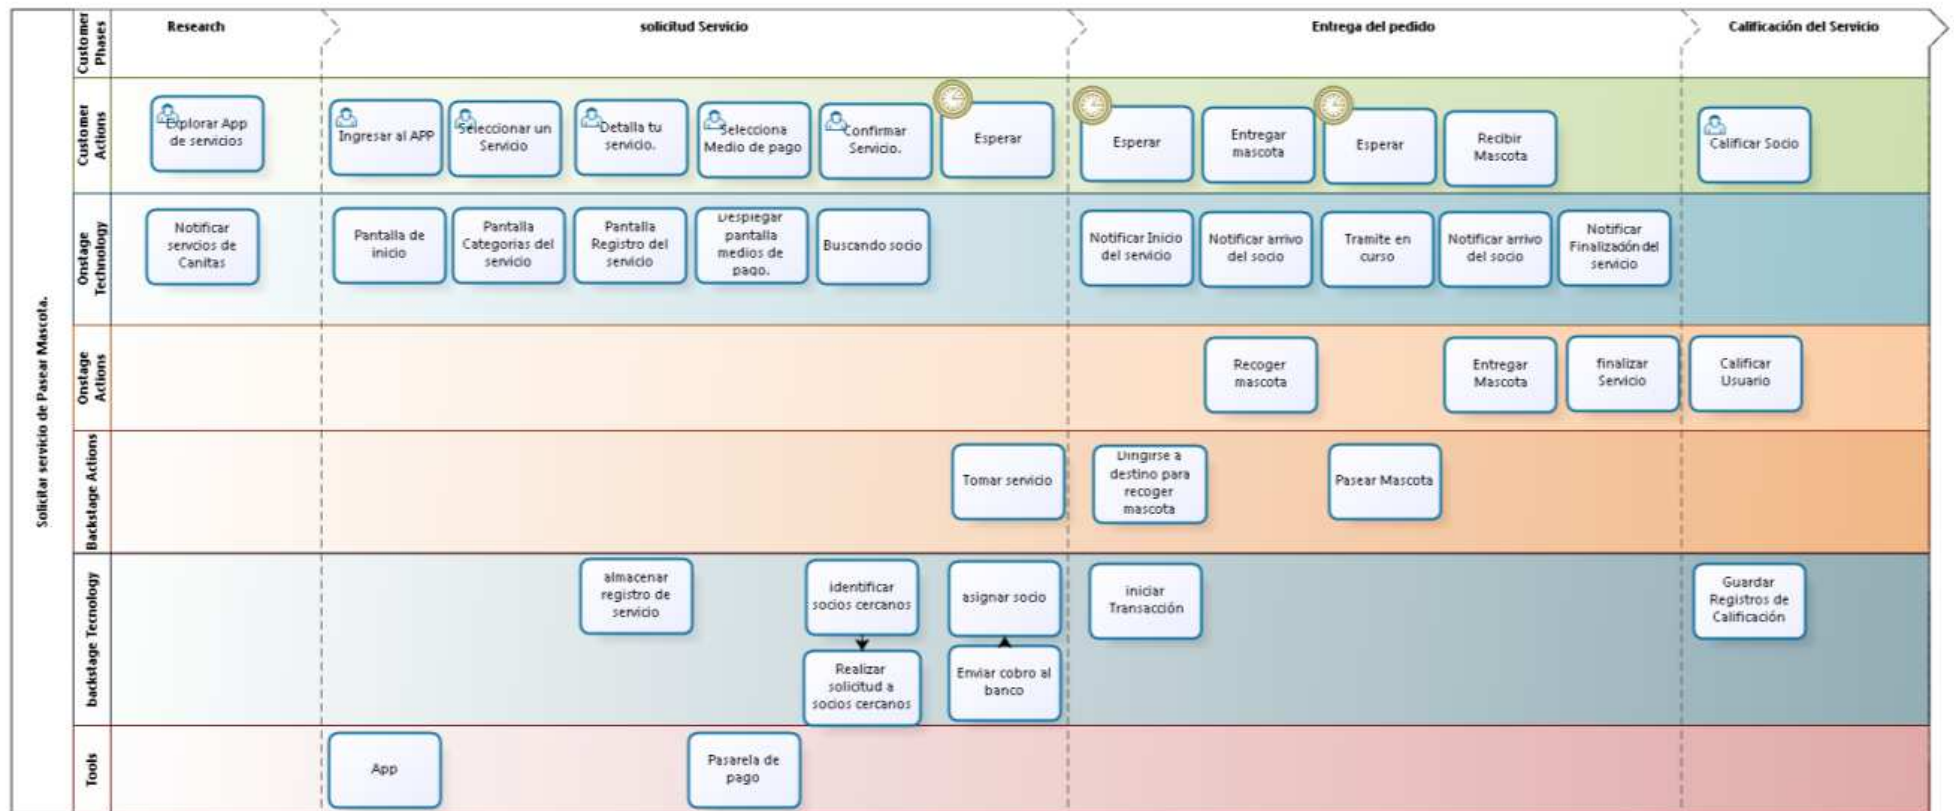 Solicitar servicio de Pasear Mascota.
Customer
Phases
Research
solicitud Servicio
Entrega del pedido
Calificación del Servicio
Customer
Actions
Explorar App
de servicios
Ingresar al APP
Seleccionar un
Servicio
Detalla tu
servicio.
Selecciona
Medio de pago
Confirmar
Servicio.
Esperar
Esperar
Entregar
mascota
Esperar
Recibir
Mascota
Calificar Socio
Onstage
Technology
Notificar
servcios de
Canitas
Pantalla de
inicio
Pantalla
Categorias del
servicio
Pantalla
Registro del
servicio
Desplegar
pantalla
medios de
pago.
Buscando socio
Notificar Inicio
del servicio
Notificar arrivo
del socio
Tramite en
curso
Notificar arrivo
del socio
Notificar
Finalización del
servicio
Onstage
Actions
Recoger
mascota
Entregar
Mascota
finalizar
Servicio
Calificar
Usuario
Backstage Actions
Tomar servicio
Dirigirse a
destino para
recoger
mascota
Pasear Mascota
backstage Tecnology
almacenar
registro de
servicio
identificar
socios cercanos
asignar socio
iniciar
Transacción
Guardar
Registros de
Calificación
Realizar
solicitud a
socios cercanos
Enviar cobro al
banco
Tools
App
Pasarela de
pago